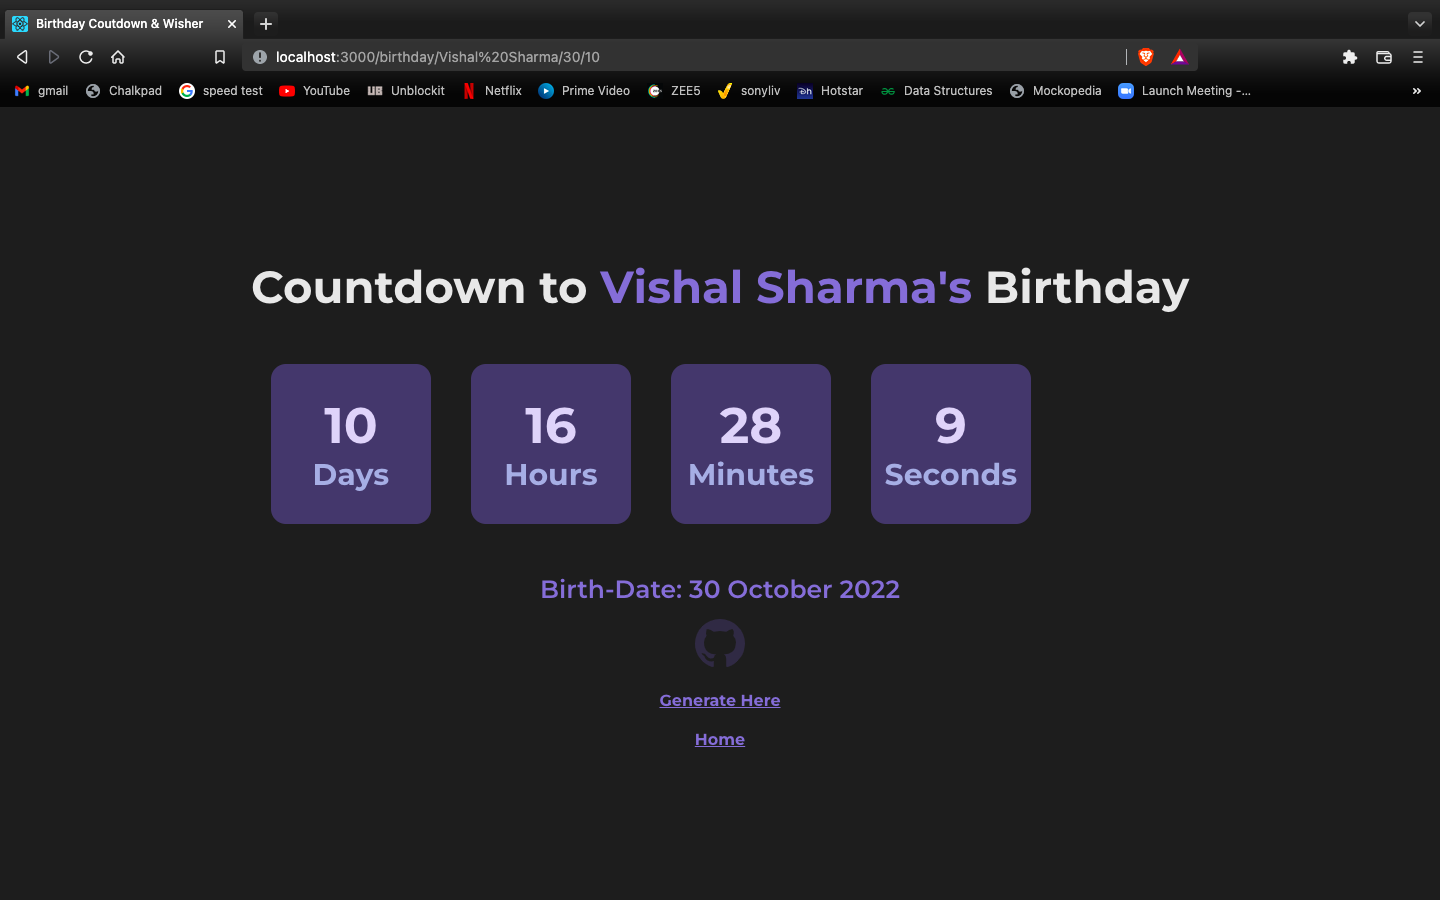 Birthday Coutdown & Wisher
localhost:3000/birthday/Vishal%20Sharma/30/10
gmail Chalkpad speed test YouTube UB Unblockit Netflix Prime Video ZEE5 sonyliv Hotstar Data Structures Mockopedia Launch Meeting -...
Countdown to Vishal Sharma's Birthday
10 16 28 9
Days Hours Minutes Seconds
Birth-Date: 30 October 2022
Generate Here
Home